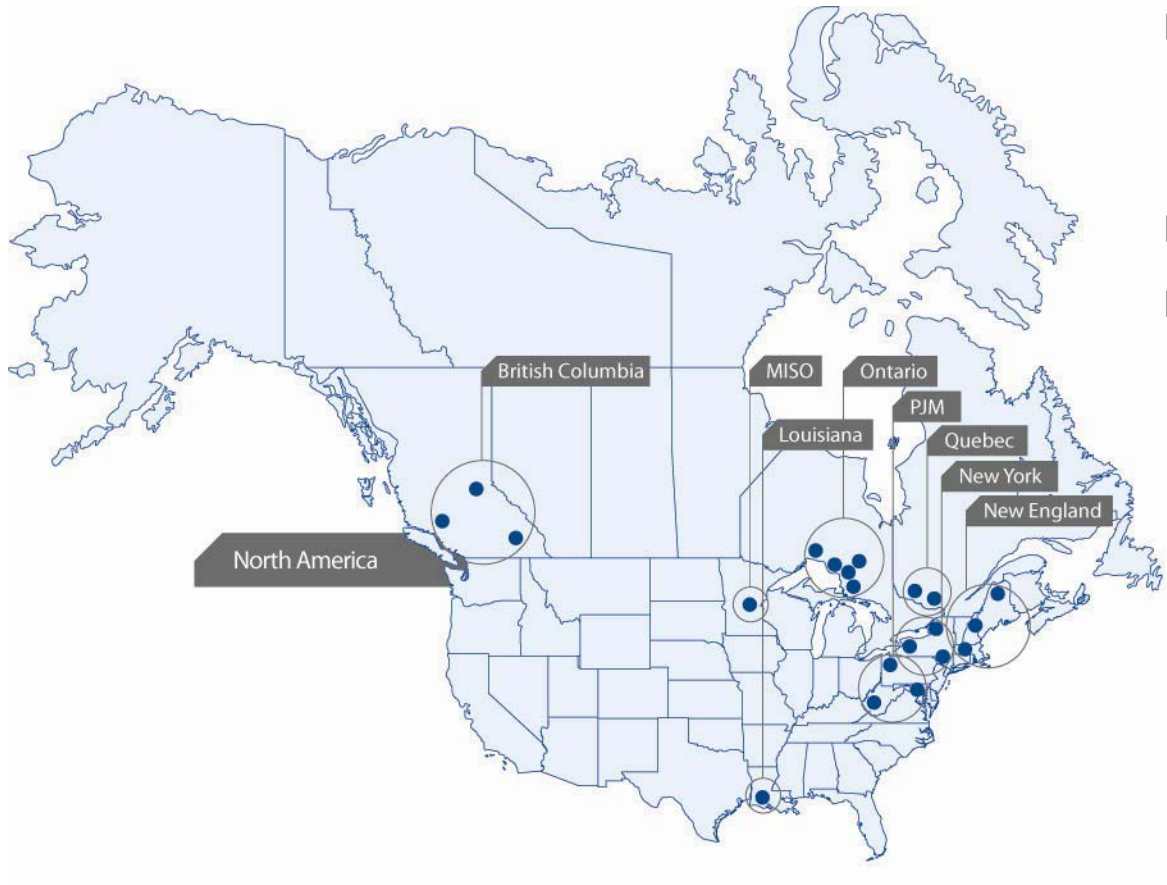 British Columbia
MISO
Ontario
PJM
Louisiana
Quebec
New York
New England
North America